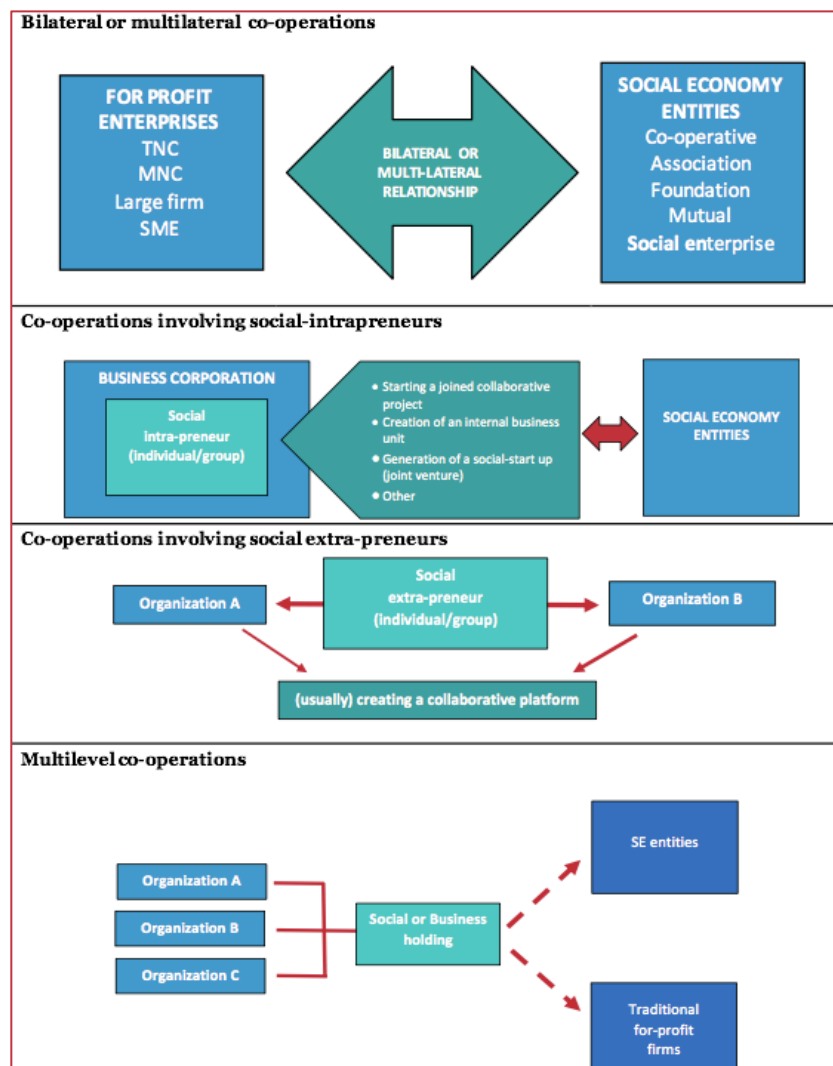 Bilateral or multilateral co-operations
FOR PROFIT
ENTERPRISES
TNC
MNC
Large firm
SME
BILATERAL OR
MULTI-LATERAL
RELATIONSHIP
SOCIAL ECONOMY
ENTITIES
Co-operative
Association
Foundation
Mutual
Social enterprise
Co-operations involving social-intrapreneurs
BUSINESS CORPORATION
Social
intra-preneur
(individual/group)
• Starting a joined collaborative
project
• Creation of an internal business
unit
• Generation of a social-start up
(joint venture)
• Other
SOCIAL ECONOMY
ENTITIES
Co-operations involving social extra-preneurs
Organization A
Social
extra-preneur
(individual/group)
Organization B
(usually) creating a collaborative platform
Multilevel co-operations
Organization A
Organization B
Organization C
Social or Business
holding
SE entities
Traditional
for-profit
firms